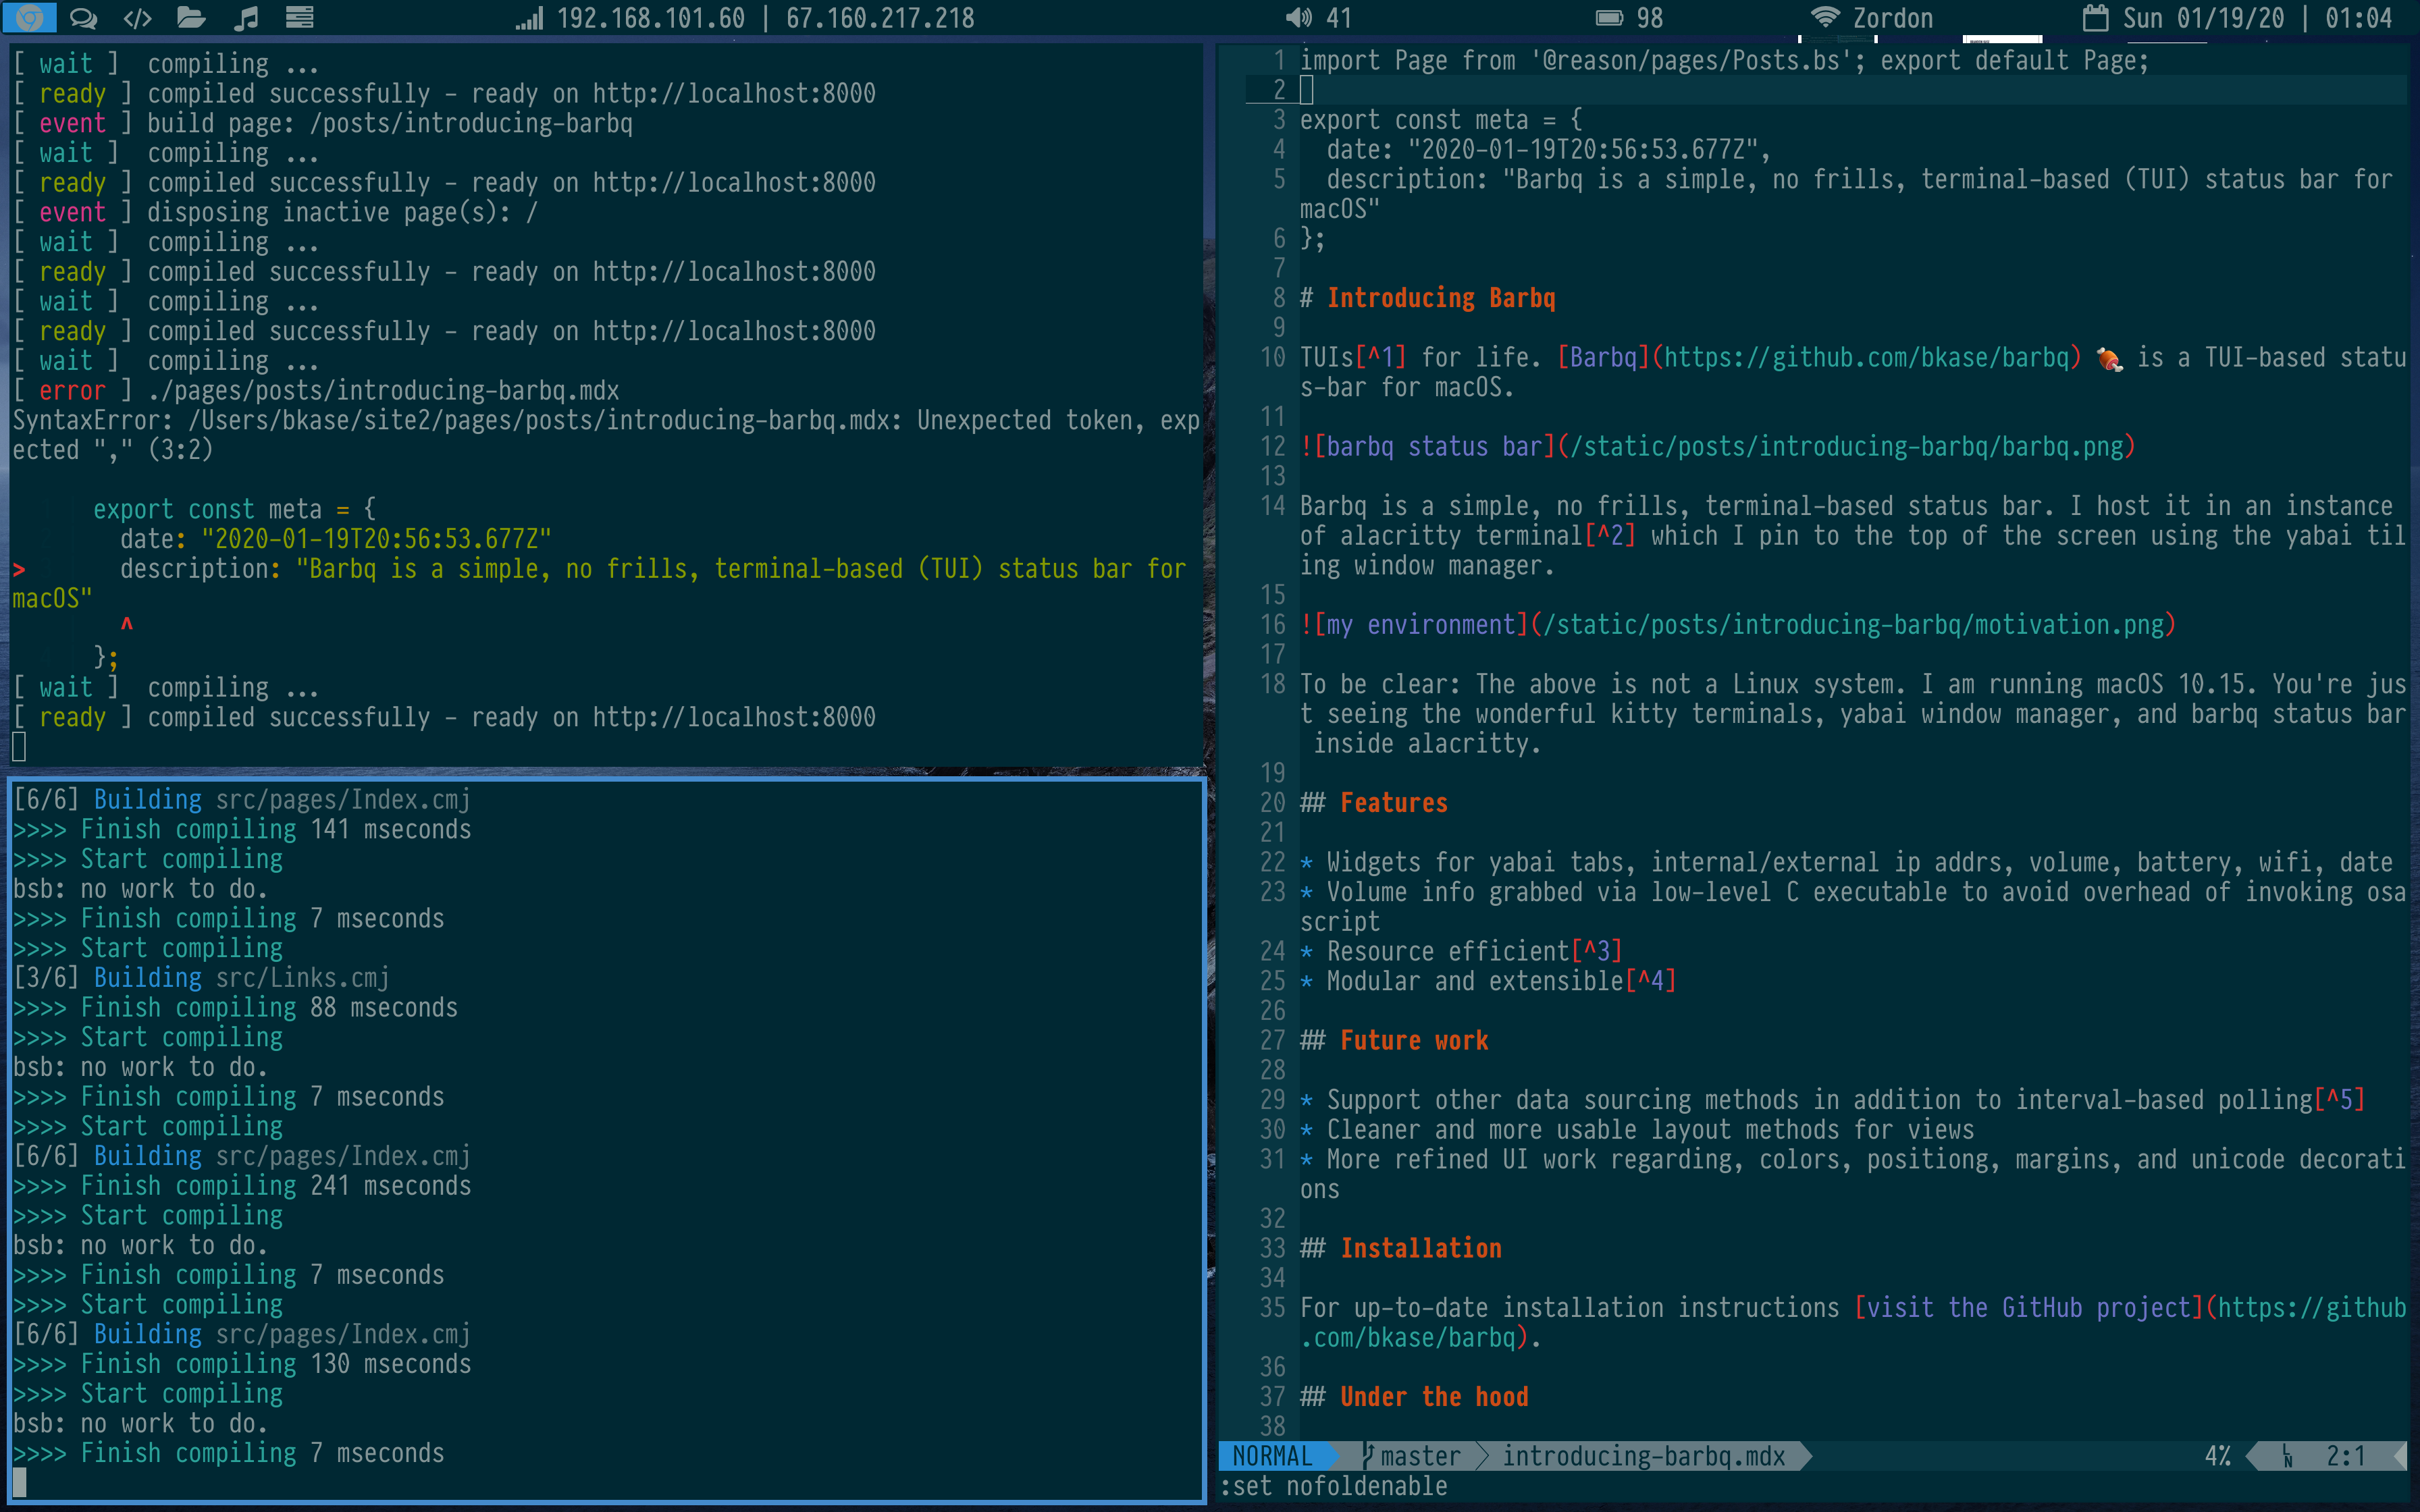 192.168.101.60 | 67.160.217.218 41 98 Zordon Sun 01/19/20 | 01:04
[ wait ]  compiling ...
[ ready ] compiled successfully - ready on http://localhost:8000
[ event ] build page: /posts/introducing-barbq
[ wait ]  compiling ...
[ ready ] compiled successfully - ready on http://localhost:8000
[ event ] disposing inactive page(s): /
[ wait ]  compiling ...
[ ready ] compiled successfully - ready on http://localhost:8000
[ wait ]  compiling ...
[ ready ] compiled successfully - ready on http://localhost:8000
[ wait ]  compiling ...
[ error ] ./pages/posts/introducing-barbq.mdx
SyntaxError: /Users/bkase/site2/pages/posts/introducing-barbq.mdx: Unexpected token, exp
ected "," (3:2)
export const meta = {
date: "2020-01-19T20:56:53.677Z"
> description: "Barbq is a simple, no frills, terminal-based (TUI) status bar for
macOS"
^
};
[ wait ]  compiling ...
[ ready ] compiled successfully - ready on http://localhost:8000
[6/6] Building src/pages/Index.cmj
>>>> Finish compiling 141 mseconds
>>>> Start compiling
bsb: no work to do.
>>>> Finish compiling 7 mseconds
>>>> Start compiling
[3/6] Building src/Links.cmj
>>>> Finish compiling 88 mseconds
>>>> Start compiling
bsb: no work to do.
>>>> Finish compiling 7 mseconds
>>>> Start compiling
[6/6] Building src/pages/Index.cmj
>>>> Finish compiling 241 mseconds
>>>> Start compiling
bsb: no work to do.
>>>> Finish compiling 7 mseconds
>>>> Start compiling
[6/6] Building src/pages/Index.cmj
>>>> Finish compiling 130 mseconds
>>>> Start compiling
bsb: no work to do.
>>>> Finish compiling 7 mseconds
1 import Page from '@reason/pages/Posts.bs'; export default Page;
2
3 export const meta = {
4   date: "2020-01-19T20:56:53.677Z",
5   description: "Barbq is a simple, no frills, terminal-based (TUI) status bar for
macOS"
6 };
7
8 # Introducing Barbq
9
10 TUIs[^1] for life. [Barbq](https://github.com/bkase/barbq) 🍖 is a TUI-based statu
s-bar for macOS.
11
12 ![barbq status bar](/static/posts/introducing-barbq/barbq.png)
13
14 Barbq is a simple, no frills, terminal-based status bar. I host it in an instance
of alacritty terminal[^2] which I pin to the top of the screen using the yabai til
ing window manager.
15
16 ![my environment](/static/posts/introducing-barbq/motivation.png)
17
18 To be clear: The above is not a Linux system. I am running macOS 10.15. You're jus
t seeing the wonderful kitty terminals, yabai window manager, and barbq status bar
inside alacritty.
19
20 ## Features
21
22 * Widgets for yabai tabs, internal/external ip addrs, volume, battery, wifi, date
23 * Volume info grabbed via low-level C executable to avoid overhead of invoking osa
script
24 * Resource efficient[^3]
25 * Modular and extensible[^4]
26
27 ## Future work
28
29 * Support other data sourcing methods in addition to interval-based polling[^5]
30 * Cleaner and more usable layout methods for views
31 * More refined UI work regarding, colors, positiong, margins, and unicode decorati
ons
32
33 ## Installation
34
35 For up-to-date installation instructions [visit the GitHub project](https://github
.com/bkase/barbq).
36
37 ## Under the hood
38
NORMAL master introducing-barbq.mdx 4% LN 2:1
:set nofoldenable